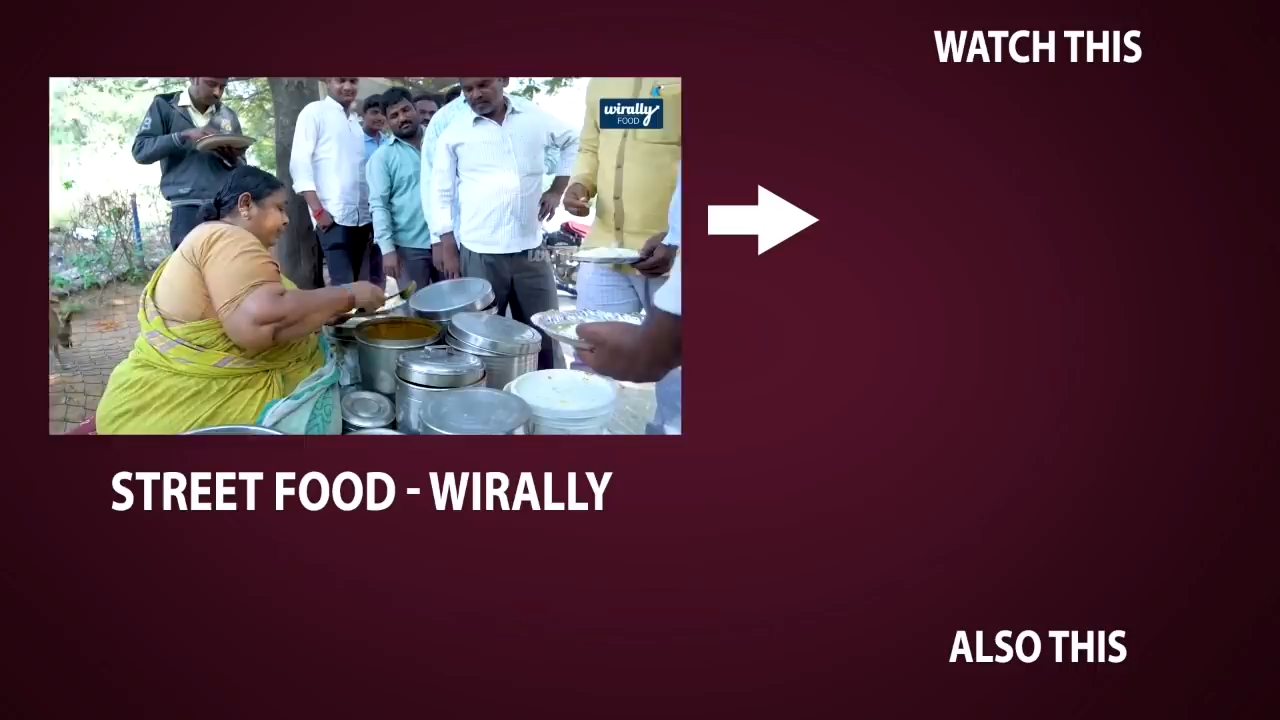 WATCH THIS
wirally
FOOD
STREET FOOD - WIRALLY
ALSO THIS